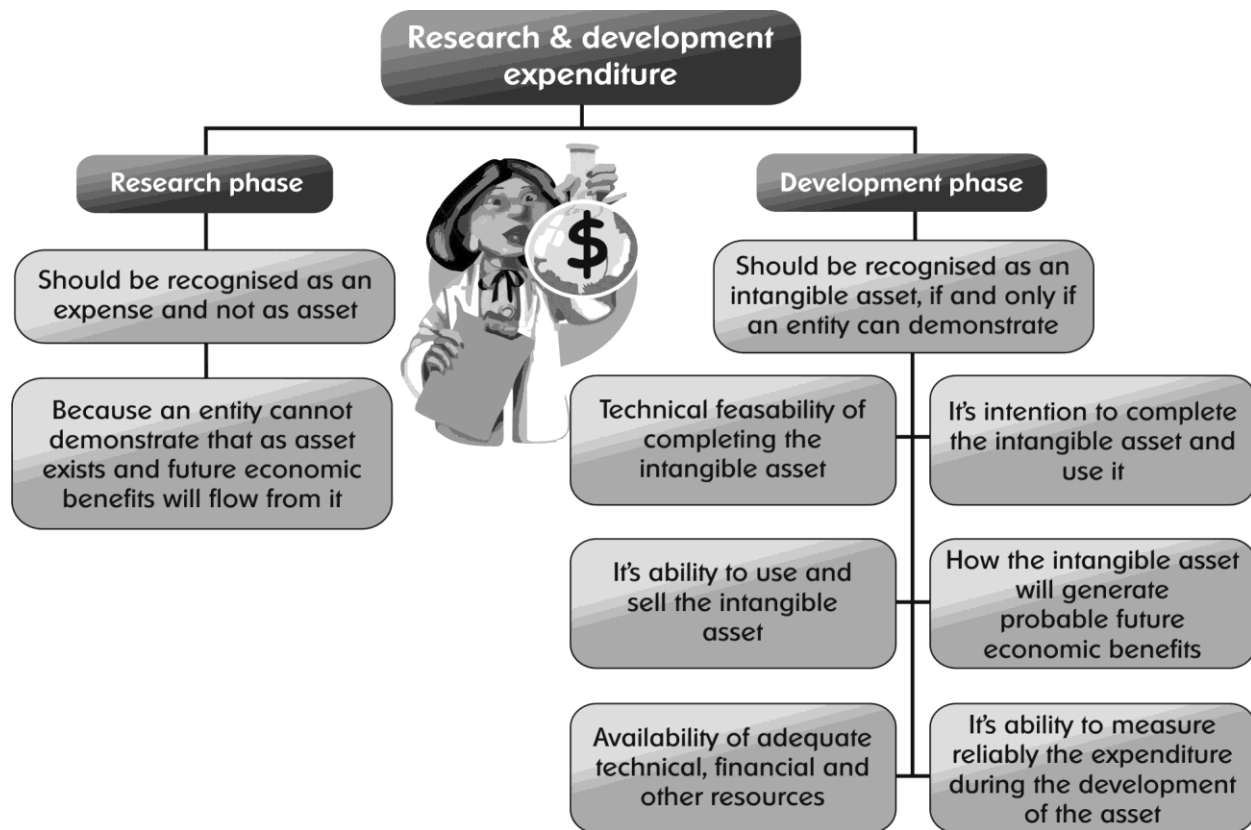 Research & development
expenditure
Research phase
Should be recognised as an
expense and not as asset
Because an entity cannot
demonstrate that as asset
exists and future economic
benefits will flow from it
$
Development phase
Should be recognised as an
intangible asset, if and only if
an entity can demonstrate
Technical feasability of
completing the
intangible asset
It's intention to complete
the intangible asset and
use it
It's ability to use and
sell the intangible
asset
How the intangible asset
will generate
probable future
economic benefits
Availability of adequate
technical, financial and
other resources
It's ability to measure
reliably the expenditure
during the development
of the asset